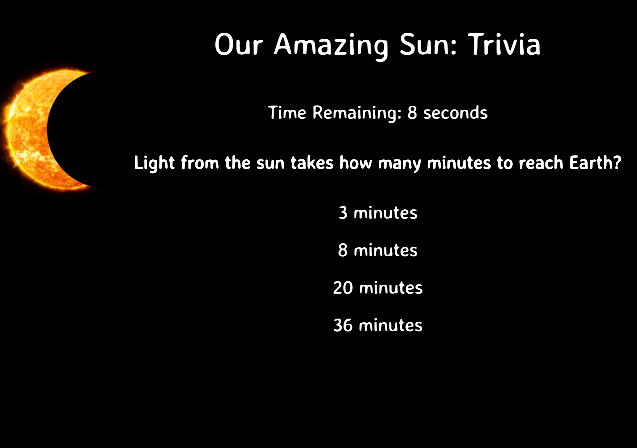 Our Amazing Sun: Trivia
Time Remaining: 8 seconds
Light from the sun takes how many minutes to reach Earth?
3 minutes
8 minutes
20 minutes
36 minutes